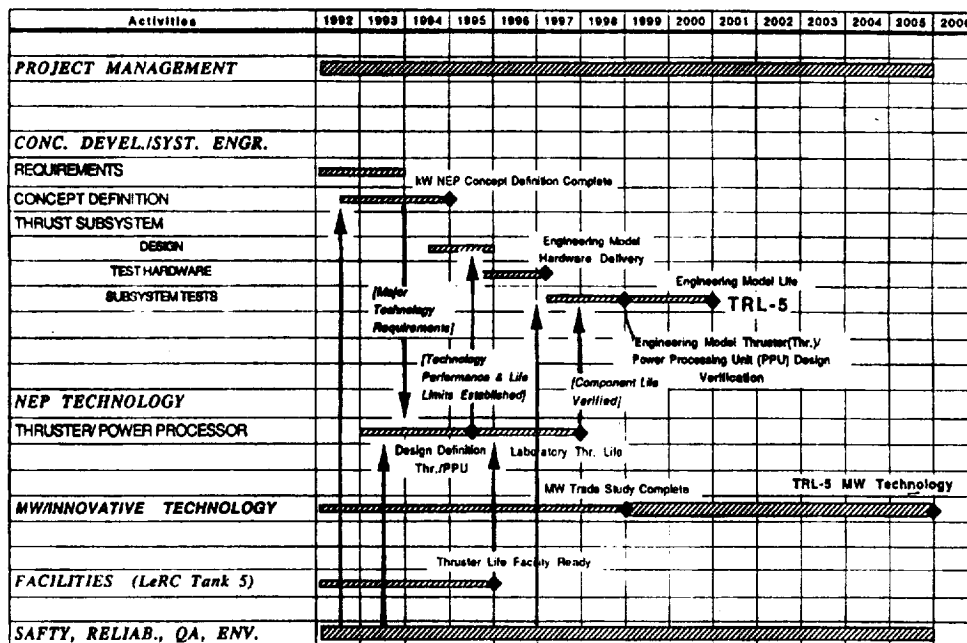 Activities 1992 1993 1994 1995 1996 1997 1998 1999 2000 2001 2002 2003 2004 2005 2006
PROJECT MANAGEMENT
CONC. DEVEL./SYST. ENGR.
REQUIREMENTS
kW NEP Concept Definition Complete
CONCEPT DEFINITION
THRUST SUBSYSTEM
DESIGN
Engineering Model
Hardware Delivery
TEST HARDWARE
Engineering Model Life
SUBSYSTEM TESTS
TRL-5
[Major
Technology
Requirements]
Engineering Model Thruster(Thr.)/
Power Processing Unit (PPU) Design
Verification
[Technology
Performance & Life
Limits Established]
[Component Life
Verified]
NEP TECHNOLOGY
THRUSTER/POWER PROCESSOR
Design Definition
Thr./PPU
Laboratory Thr. Life
MW Trade Study Complete
TRL-5 MW Technology
MW/INNOVATIVE TECHNOLOGY
Thruster Life Facility Ready
FACILITIES (LeRC Tank 5)
SAFTY, RELIAB., QA, ENV.